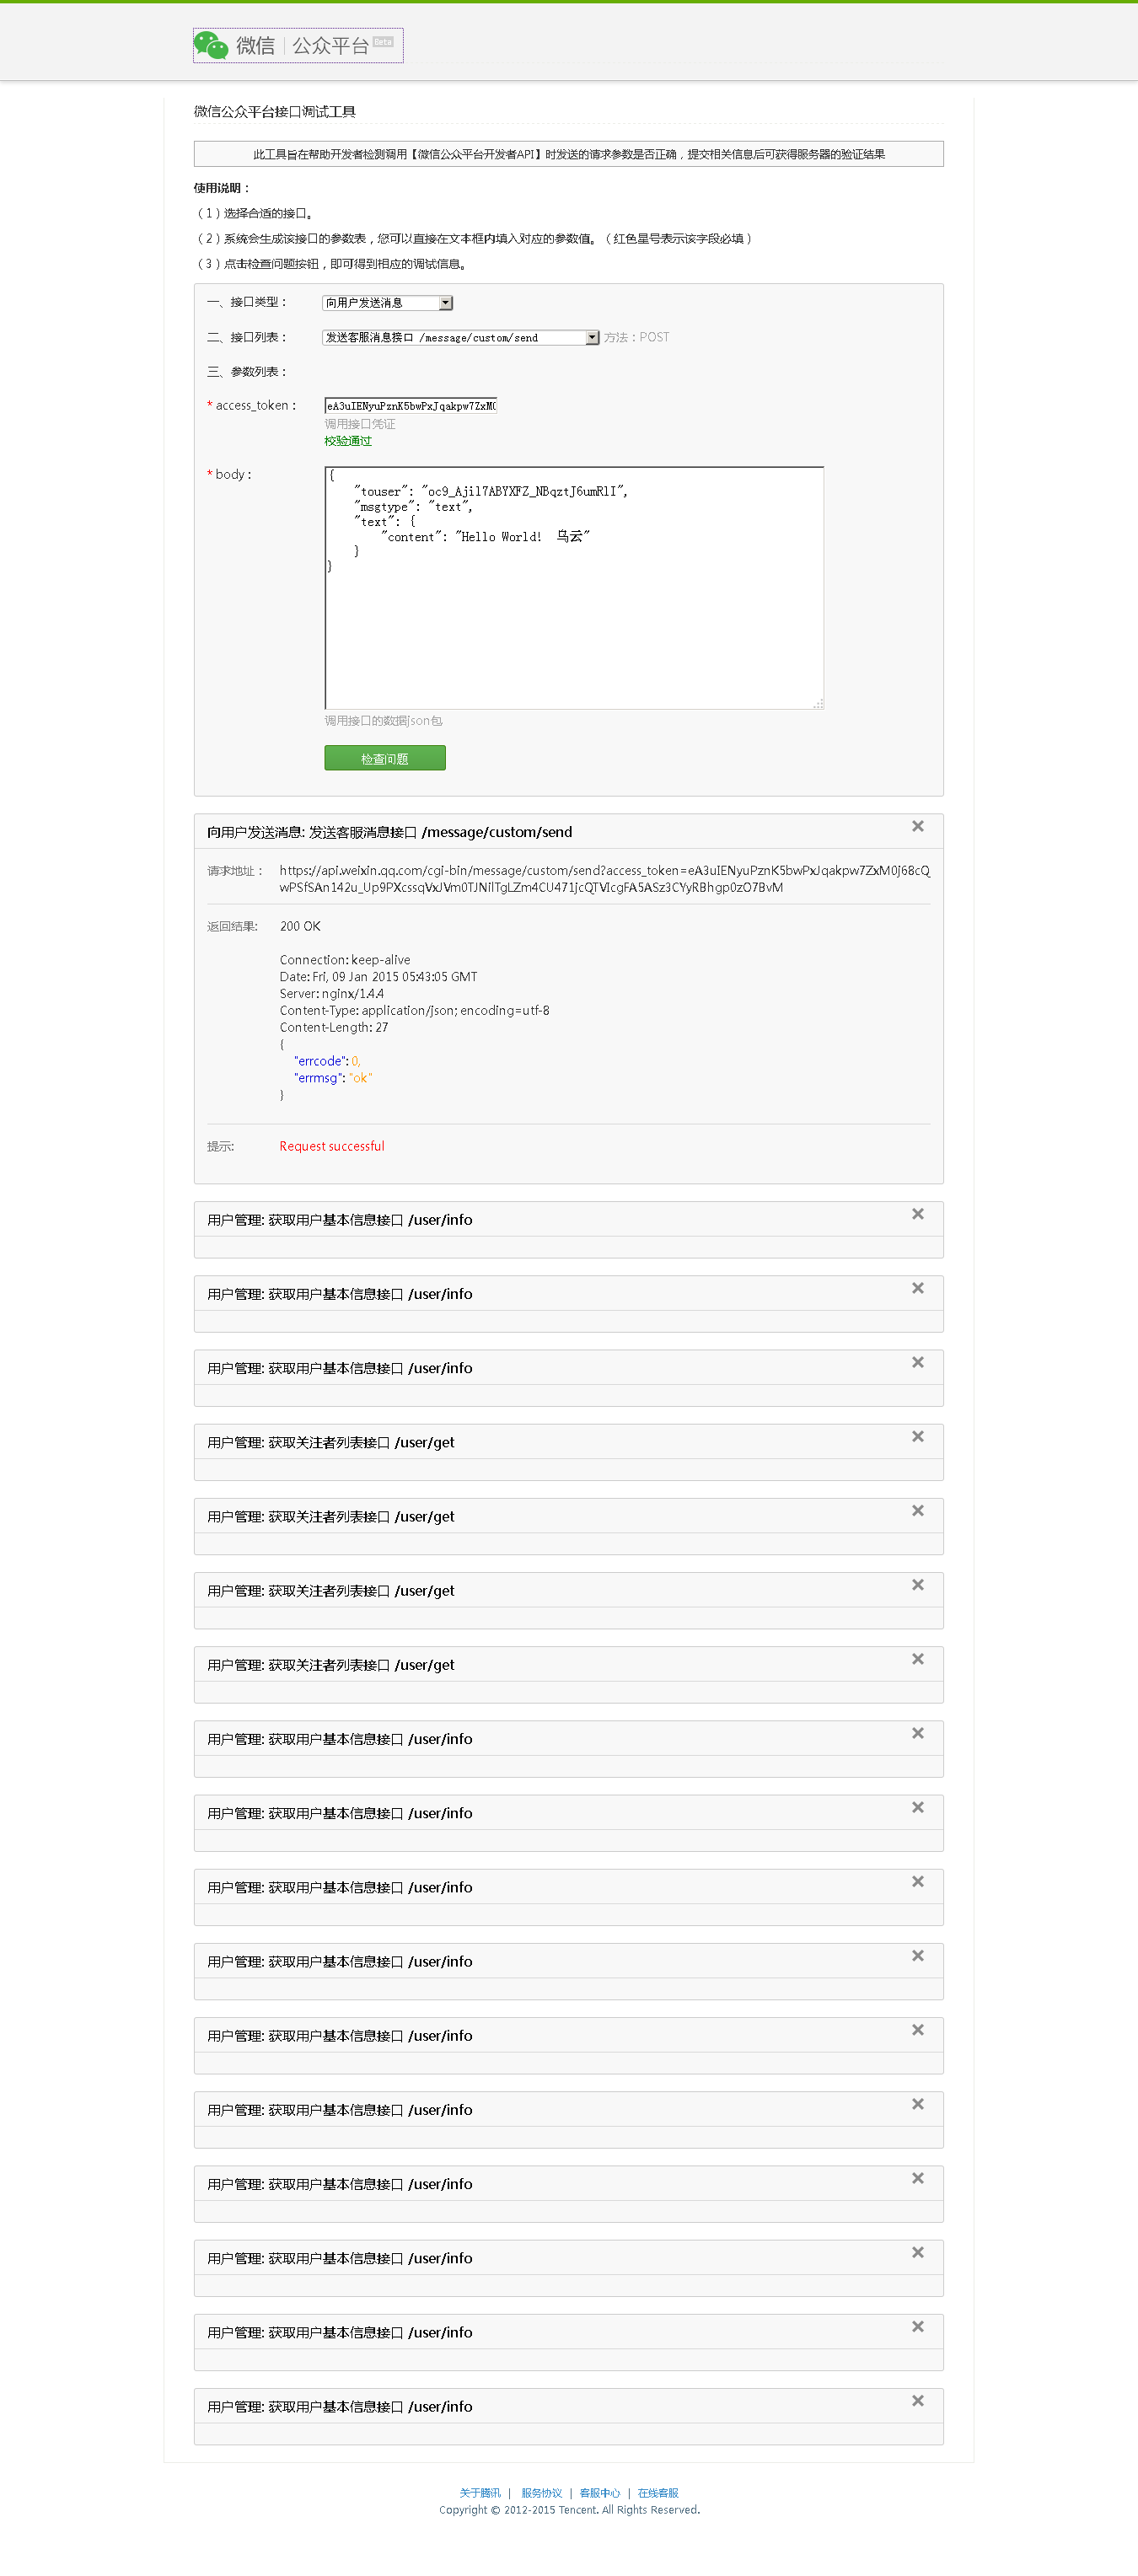 微信 | 公众平台 Beta
微信公众平台接口调试工具
此工具旨在帮助开发者检测调用【微信公众平台开发者API】时发送的请求参数是否正确，提交相关信息后可获得服务器的验证结果
使用说明：
（1）选择合适的接口。
（2）系统会生成该接口的参数表，您可以直接在文本框内填入对应的参数值。（红色星号表示该字段必填）
（3）点击检查问题按钮，即可得到相应的调试信息。
一、接口类型： 向用户发送消息
二、接口列表： 发送客服消息接口 /message/custom/send 方法：POST
三、参数列表：
* access_token： eA3uIENyuPznK5bwPxJqakpw7ZxM0
调用接口凭证
校验通过
* body： {
"touser": "oc9_Ajil7ABYXFZ_NBqztJ6umRlI",
"msgtype": "text",
"text": {
"content": "Hello World! 乌云"
}
}
调用接口的数据json包
检查问题
向用户发送消息: 发送客服消息接口 /message/custom/send
请求地址： https://api.weixin.qq.com/cgi-bin/message/custom/send?access_token=eA3uIENyuPznK5bwPxJqakpw7ZxM0j68cQ
返回结果: 200 OK
Connection: keep-alive
Date: Fri, 09 Jan 2015 05:43:05 GMT
Server: nginx/1.4.4
Content-Type: application/json; encoding=utf-8
Content-Length: 27
{
"errcode": 0,
"errmsg": "ok"
}
提示: Request successful
用户管理: 获取用户基本信息接口 /user/info
用户管理: 获取用户基本信息接口 /user/info
用户管理: 获取用户基本信息接口 /user/info
用户管理: 获取关注者列表接口 /user/get
用户管理: 获取关注者列表接口 /user/get
用户管理: 获取关注者列表接口 /user/get
用户管理: 获取关注者列表接口 /user/get
用户管理: 获取用户基本信息接口 /user/info
用户管理: 获取用户基本信息接口 /user/info
用户管理: 获取用户基本信息接口 /user/info
用户管理: 获取用户基本信息接口 /user/info
用户管理: 获取用户基本信息接口 /user/info
用户管理: 获取用户基本信息接口 /user/info
用户管理: 获取用户基本信息接口 /user/info
用户管理: 获取用户基本信息接口 /user/info
用户管理: 获取用户基本信息接口 /user/info
用户管理: 获取用户基本信息接口 /user/info
关于腾讯 | 服务协议 | 客服中心 | 在线客服
Copyright © 2012-2015 Tencent. All Rights Reserved.